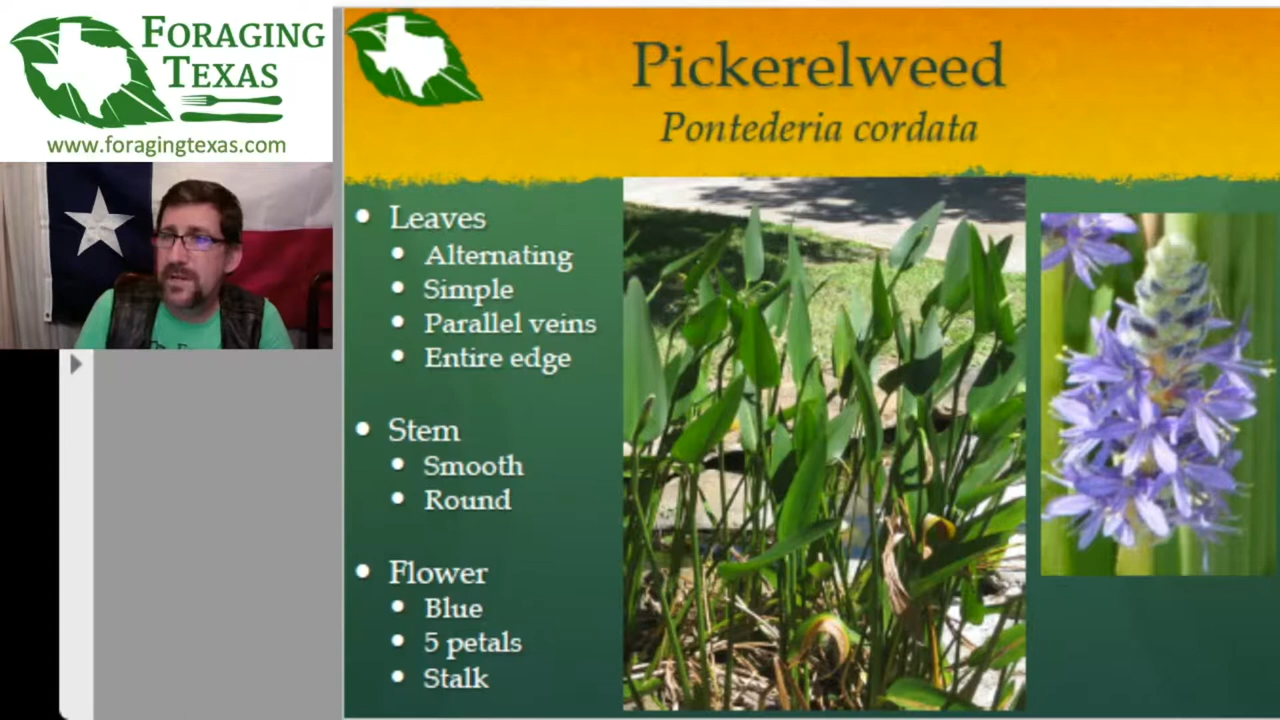 FORAGING
TEXAS
www.foragingtexas.com
Pickerelweed
Pontederia cordata
• Leaves
• Alternating
• Simple
• Parallel veins
• Entire edge
• Stem
• Smooth
• Round
• Flower
• Blue
• 5 petals
• Stalk